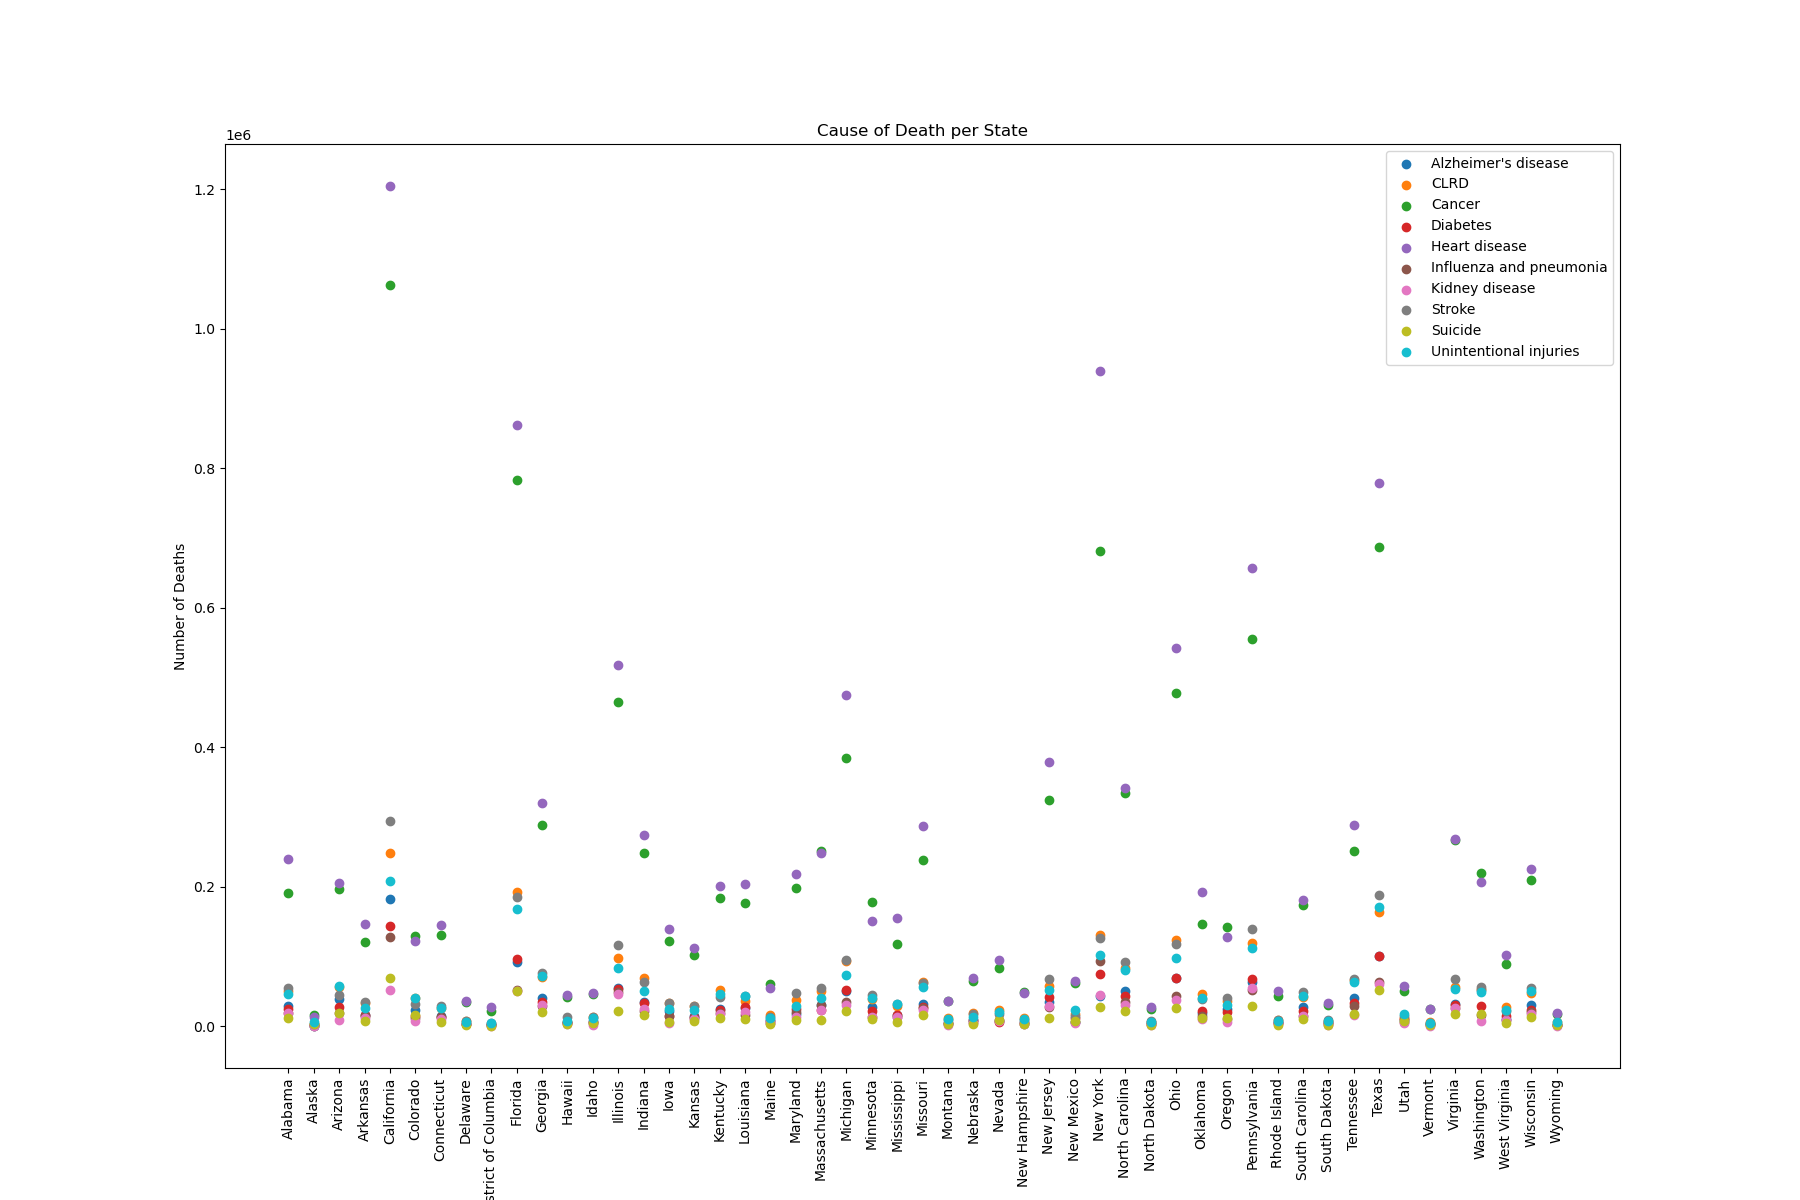 Cause of Death per State
1e6
1.2
1.0
0.8
0.6
0.4
0.2
0.0
Number of Deaths
Alzheimer's disease
CLRD
Cancer
Diabetes
Heart disease
Influenza and pneumonia
Kidney disease
Stroke
Suicide
Unintentional injuries
Alabama
Alaska
Arizona
Arkansas
California
Colorado
Connecticut
Delaware
strict of Columbia
Florida
Georgia
Hawaii
Idaho
Illinois
Indiana
Iowa
Kansas
Kentucky
Louisiana
Maine
Maryland
Massachusetts
Michigan
Minnesota
Mississippi
Missouri
Montana
Nebraska
Nevada
New Hampshire
New Jersey
New Mexico
New York
North Carolina
North Dakota
Ohio
Oklahoma
Oregon
Pennsylvania
Rhode Island
South Carolina
South Dakota
Tennessee
Texas
Utah
Vermont
Virginia
Washington
West Virginia
Wisconsin
Wyoming